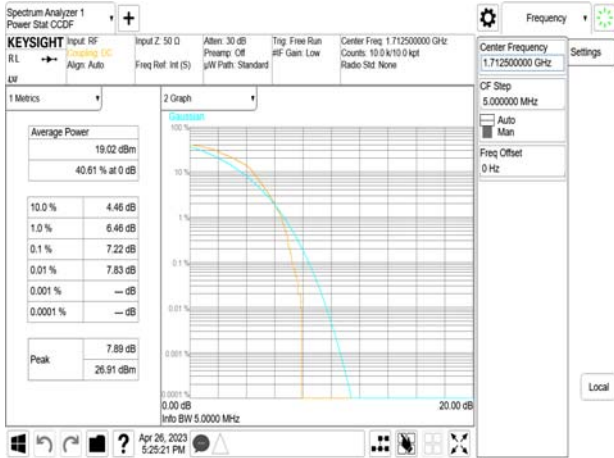 Spectrum Analyzer 1
Power Stat CCDF
+
Frequency
KEYSIGHT
RL
Input: RF
Coupling: DC
Align: Auto
Input Z: 50 Ω
Freq Ref: Int (S)
Atten: 30 dB
Preamp: Off
µW Path: Standard
Trig: Free Run
#IF Gain: Low
Center Freq: 1.712500000 GHz
Counts: 10.0 k/10.0 kpt
Radio Std: None
Center Frequency
1.712500000 GHz
Settings
CF Step
5.000000 MHz
Auto
Man
Freq Offset
0 Hz
1 Metrics
2 Graph
Gaussian
Average Power
19.02 dBm
40.61 % at 0 dB
10.0 % 4.46 dB
1.0 % 6.46 dB
0.1 % 7.22 dB
0.01 % 7.83 dB
0.001 % --- dB
0.0001 % --- dB
Peak
7.89 dB
26.91 dBm
100 %
10 %
1 %
0.1 %
0.01 %
0.001 %
0.0001 %
0.00 dB
20.00 dB
Info BW 5.0000 MHz
Local
?
Apr 26, 2023
5:25:21 PM